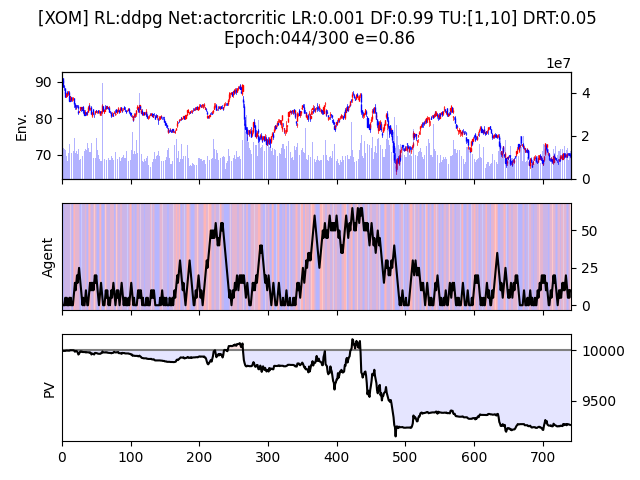 [XOM] RL:ddpg Net:actorcritic LR:0.001 DF:0.99 TU:[1,10] DRT:0.05
Epoch:044/300 e=0.86
1e7
90
80
70
Env.
4
2
0
Agent
50
25
0
PV
10000
9500
0 100 200 300 400 500 600 700